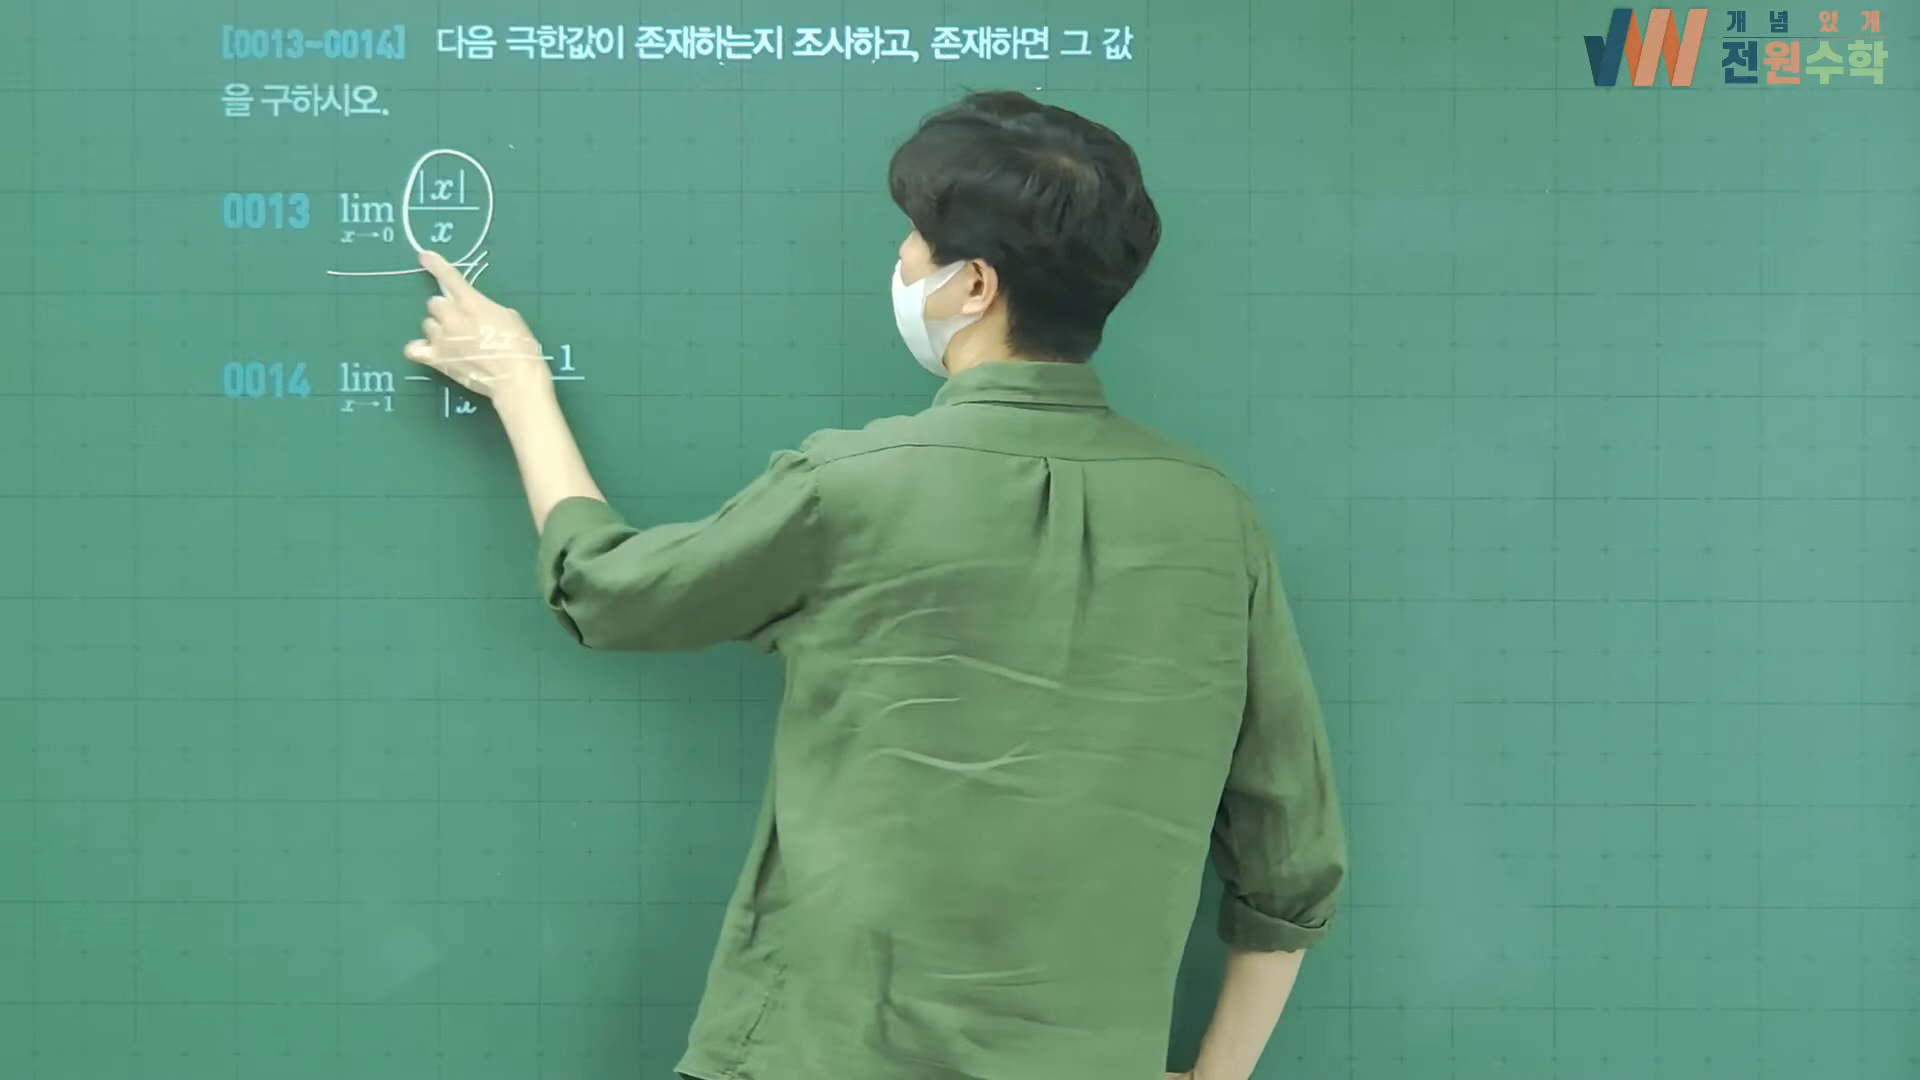 [0013~0014] 다음 극한값이 존재하는지 조사하고, 존재하면 그 값
을 구하시오.
0013 lim x→0 |x|/x
0014 lim x→1
개념있게
전원수학